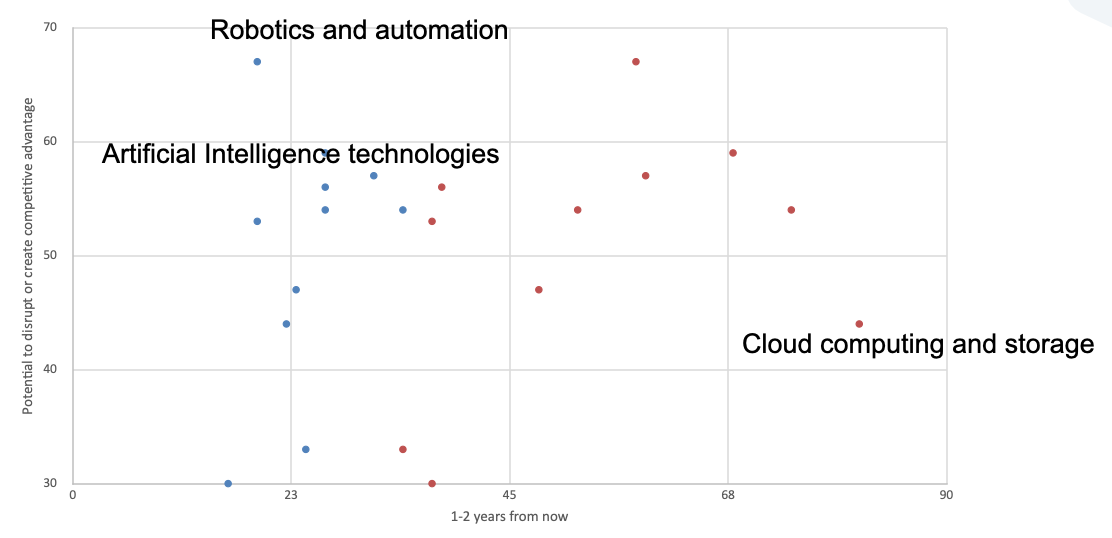 Robotics and automation
70
Artificial Intelligence technologies
60
50
Cloud computing and storage
40
30
Potential to disrupt or create competitive advantage
0 23 45 68 90
1-2 years from now